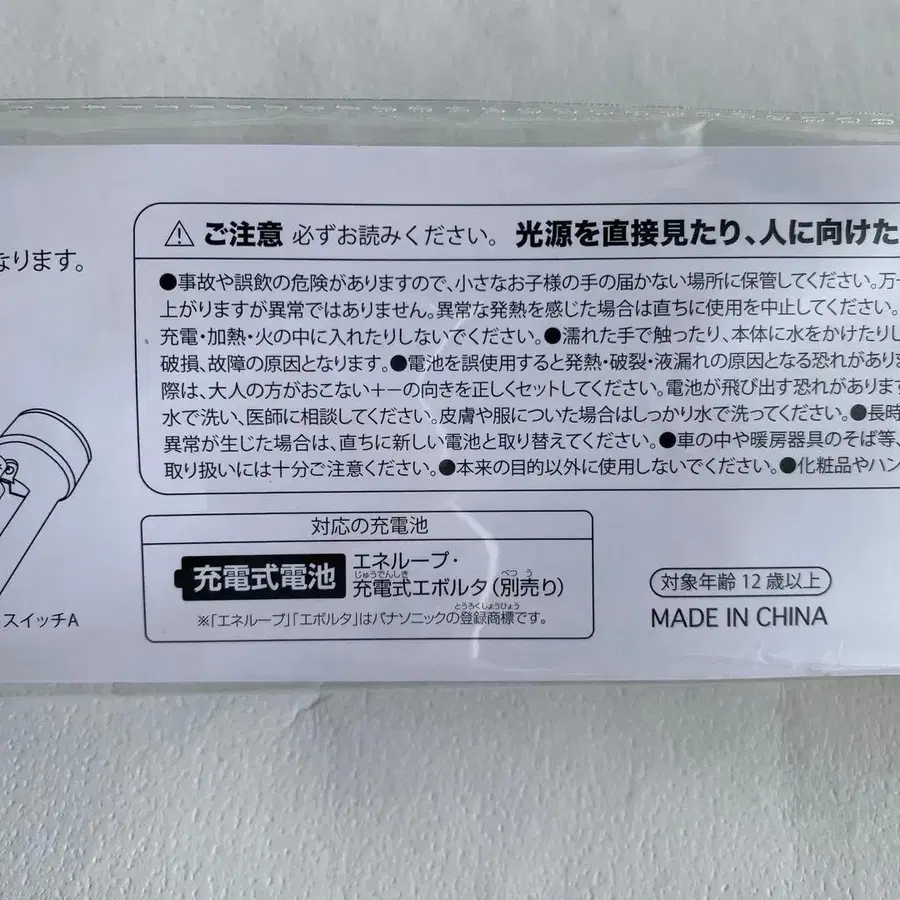 なります。
スイッチA
⚠ ご注意 必ずお読みください。 光源を直接見たり、人に向けた
●事故や誤飲の危険がありますので、小さなお子様の手の届かない場所に保管してください。万一
上がりますが異常ではありません。異常な発熱を感じた場合は直ちに使用を中止してください。
充電・加熱・火の中に入れたりしないでください。●濡れた手で触ったり、本体に水をかけたりし
破損、故障の原因となります。●電池を誤使用すると発熱・破裂・液漏れの原因となる恐れがありま
際は、大人の方がおこない＋－の向きを正しくセットしてください。電池が飛び出す恐れがあります
水で洗い、医師に相談してください。皮膚や服についた場合はしっかり水で洗ってください。●長時
異常が生じた場合は、直ちに新しい電池と取り替えてください。●車の中や暖房器具のそば等、
取り扱いには十分ご注意ください。●本来の目的以外に使用しないでください。●化粧品やハン
対応の充電池
充電式電池
エネループ・
じゅうでんしき べつ う
充電式エボルタ(別売り)
とうろくしょうひょう
※「エネループ」「エボルタ」はパナソニックの登録商標です。
対象年齢 12 歳以上
MADE IN CHINA